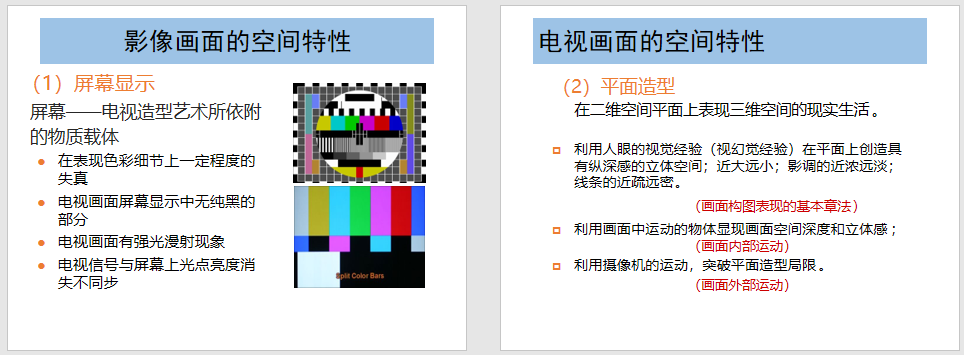 影像画面的空间特性
（1）屏幕显示
屏幕——电视造型艺术所依附
的物质载体
在表现色彩细节上一定程度的
失真
电视画面屏幕显示中无纯黑的
部分
电视画面有强光漫射现象
电视信号与屏幕上光点亮度消
失不同步
Split Color Bars
电视画面的空间特性
（2）平面造型
在二维空间平面上表现三维空间的现实生活。
利用人眼的视觉经验（视幻觉经验）在平面上创造具
有纵深感的立体空间；近大远小；影调的近浓远淡；
线条的近疏远密。
（画面构图表现的基本章法）
利用画面中运动的物体显现画面空间深度和立体感；
（画面内部运动）
利用摄像机的运动，突破平面造型局限。
（画面外部运动）